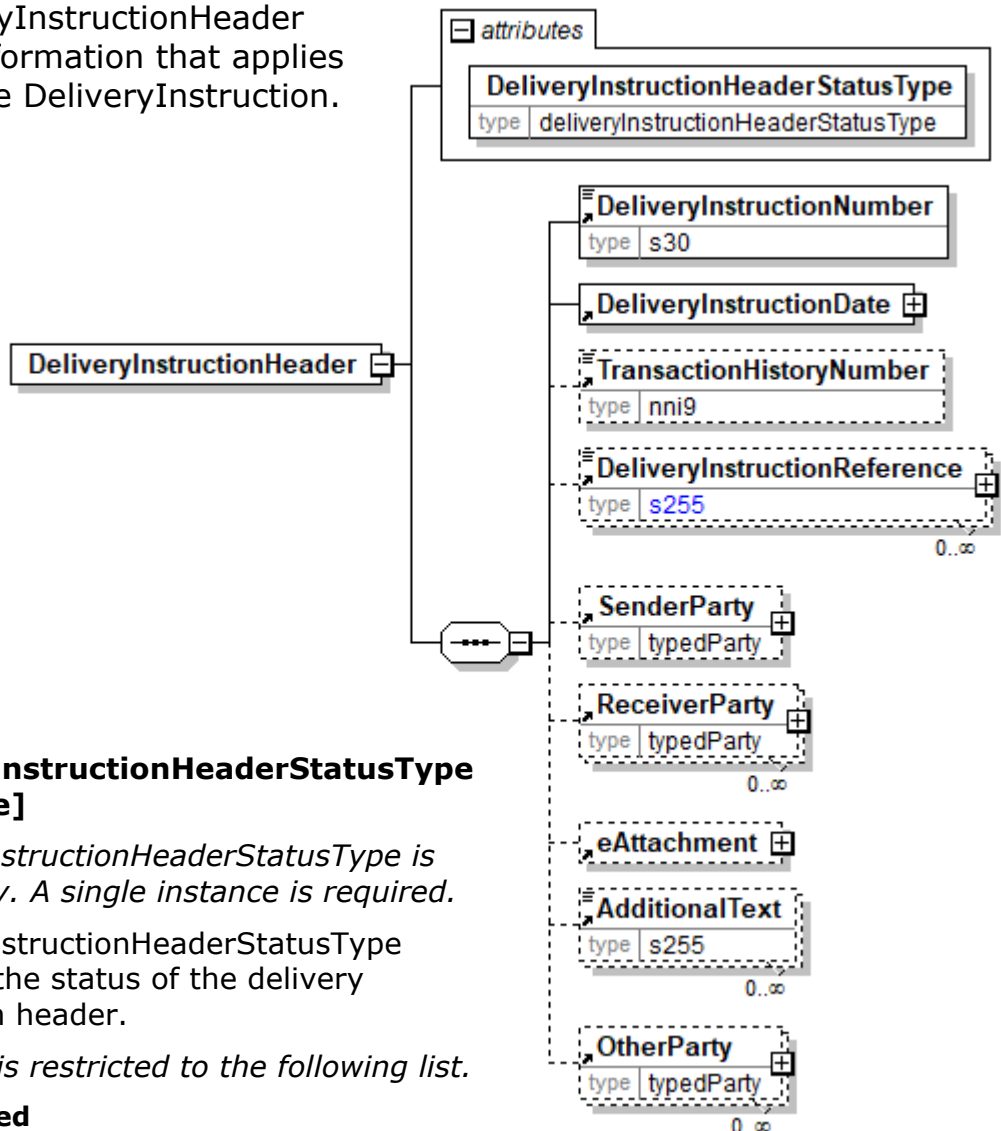 yInstructionHeader
formation that applies
e DeliveryInstruction.
attributes
DeliveryInstructionHeaderStatusType
type deliveryInstructionHeaderStatusType
DeliveryInstructionNumber
type s30
DeliveryInstructionDate
DeliveryInstructionHeader
TransactionHistoryNumber
type nni9
DeliveryInstructionReference
type s255
0..∞
SenderParty
type typedParty
ReceiverParty
type typedParty
0..∞
nstructionHeaderStatusType
e]
eAttachment
structionHeaderStatusType is
y. A single instance is required.
AdditionalText
type s255
0..∞
structionHeaderStatusType
the status of the delivery
n header.
is restricted to the following list.
OtherParty
type typedParty
0..∞
ed